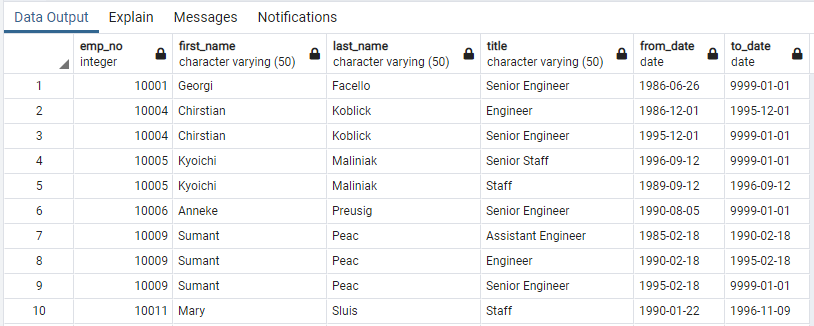 Data Output Explain Messages Notifications
emp_no first_name last_name title from_date to_date
integer character varying (50) character varying (50) character varying (50) date date
1 10001 Georgi Facello Senior Engineer 1986-06-26 9999-01-01
2 10004 Chirstian Koblick Engineer 1986-12-01 1995-12-01
3 10004 Chirstian Koblick Senior Engineer 1995-12-01 9999-01-01
4 10005 Kyoichi Maliniak Senior Staff 1996-09-12 9999-01-01
5 10005 Kyoichi Maliniak Staff 1989-09-12 1996-09-12
6 10006 Anneke Preusig Senior Engineer 1990-08-05 9999-01-01
7 10009 Sumant Peac Assistant Engineer 1985-02-18 1990-02-18
8 10009 Sumant Peac Engineer 1990-02-18 1995-02-18
9 10009 Sumant Peac Senior Engineer 1995-02-18 9999-01-01
10 10011 Mary Sluis Staff 1990-01-22 1996-11-09